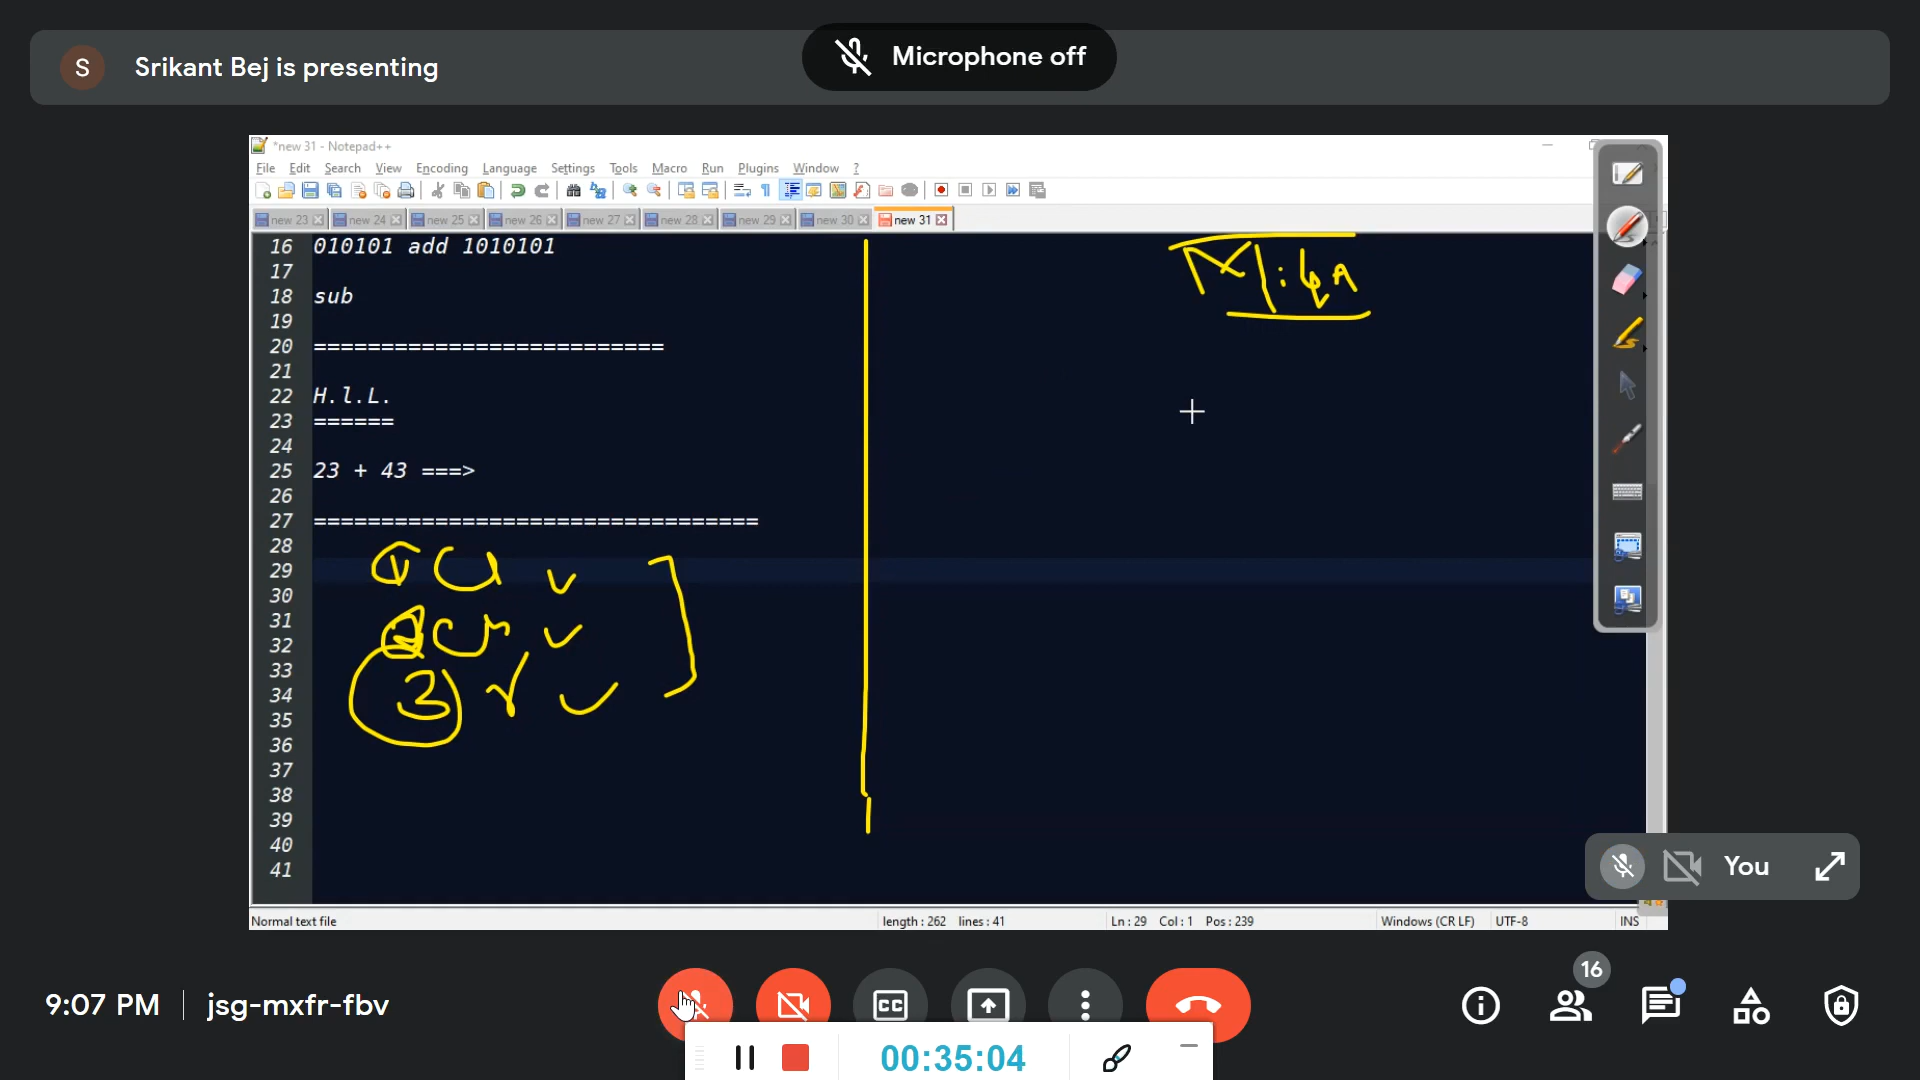 S Srikant Bej is presenting
Microphone off
*new 31 - Notepad++
File Edit Search View Encoding Language Settings Tools Macro Run Plugins Window ?
new 23 new 24 new 25 new 26 new 27 new 28 new 29 new 30 new 31
16 010101 add 1010101
17
18 sub
19
20 ==========================
21
22 H.l.L.
23 ======
24
25 23 + 43 ===>
26
27 =================================
28
29
30
31
32
33
34
35
36
37
38
39
40
41
3
Normal text file length : 262 lines : 41 Ln : 29 Col : 1 Pos : 239 Windows (CR LF) UTF-8 INS
You
9:07 PM jsg-mxfr-fbv
CC
16
00:35:04